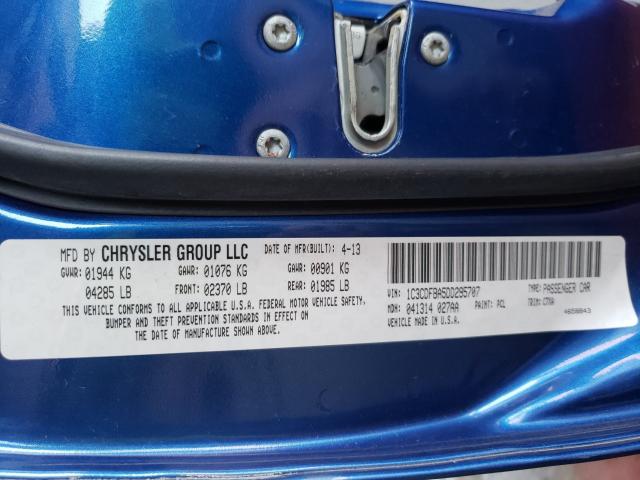 MFD BY CHRYSLER GROUP LLC DATE OF MFR(BUILT): 4-13
GVWR: 01944 KG GAWR: 01076 KG GAWR: 00901 KG
04285 LB FRONT: 02370 LB REAR: 01985 LB
THIS VEHICLE CONFORMS TO ALL APPLICABLE U.S.A. FEDERAL MOTOR VEHICLE SAFETY,
BUMPER AND THEFT PREVENTION STANDARDS IN EFFECT ON
THE DATE OF MANUFACTURE SHOWN ABOVE.
VIN: 1C3CDFBA5DD295707 TYPE: PASSENGER CAR
MDH: 041314 027AA PAINT: PCL TRIM: C7XA
VEHICLE MADE IN U.S.A.